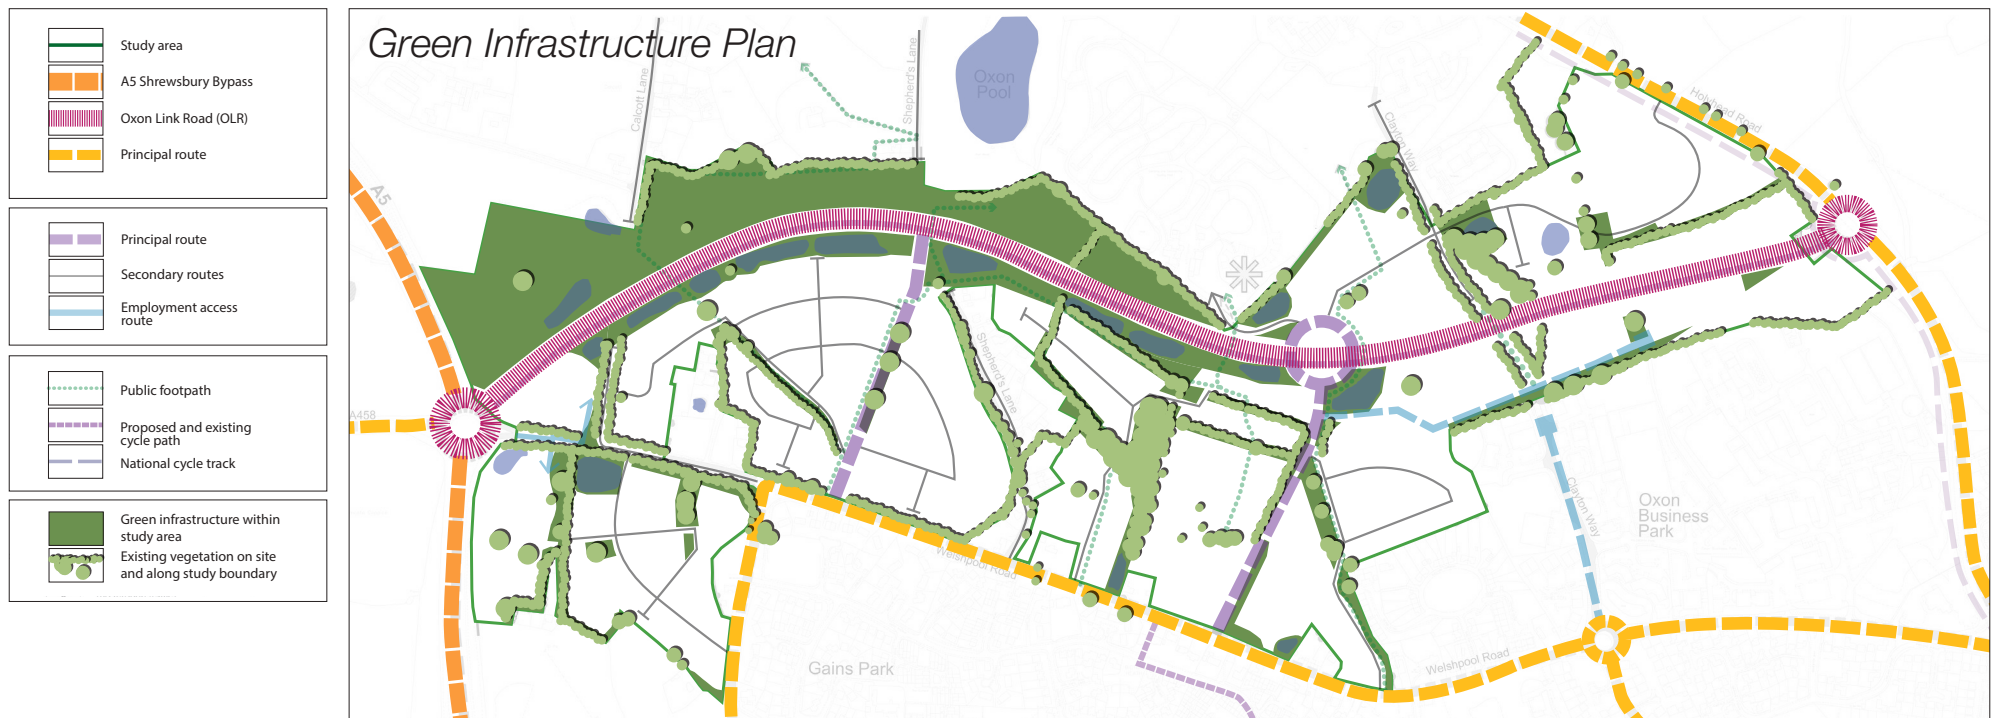 Green Infrastructure Plan
Study area
A5 Shrewsbury Bypass
Oxon Link Road (OLR)
Principal route
Principal route
Secondary routes
Employment access
route
Public footpath
Proposed and existing
cycle path
National cycle track
Green infrastructure within
study area
Existing vegetation on site
and along study boundary
A5
A458
Calcott Lane
Shepherd's Lane
Oxon
Pool
Clayton Way
Holyhead Road
Shepherd's Lane
Welshpool Road
Gains Park
Clayton Way
Oxon
Business
Park
Welshpool Road